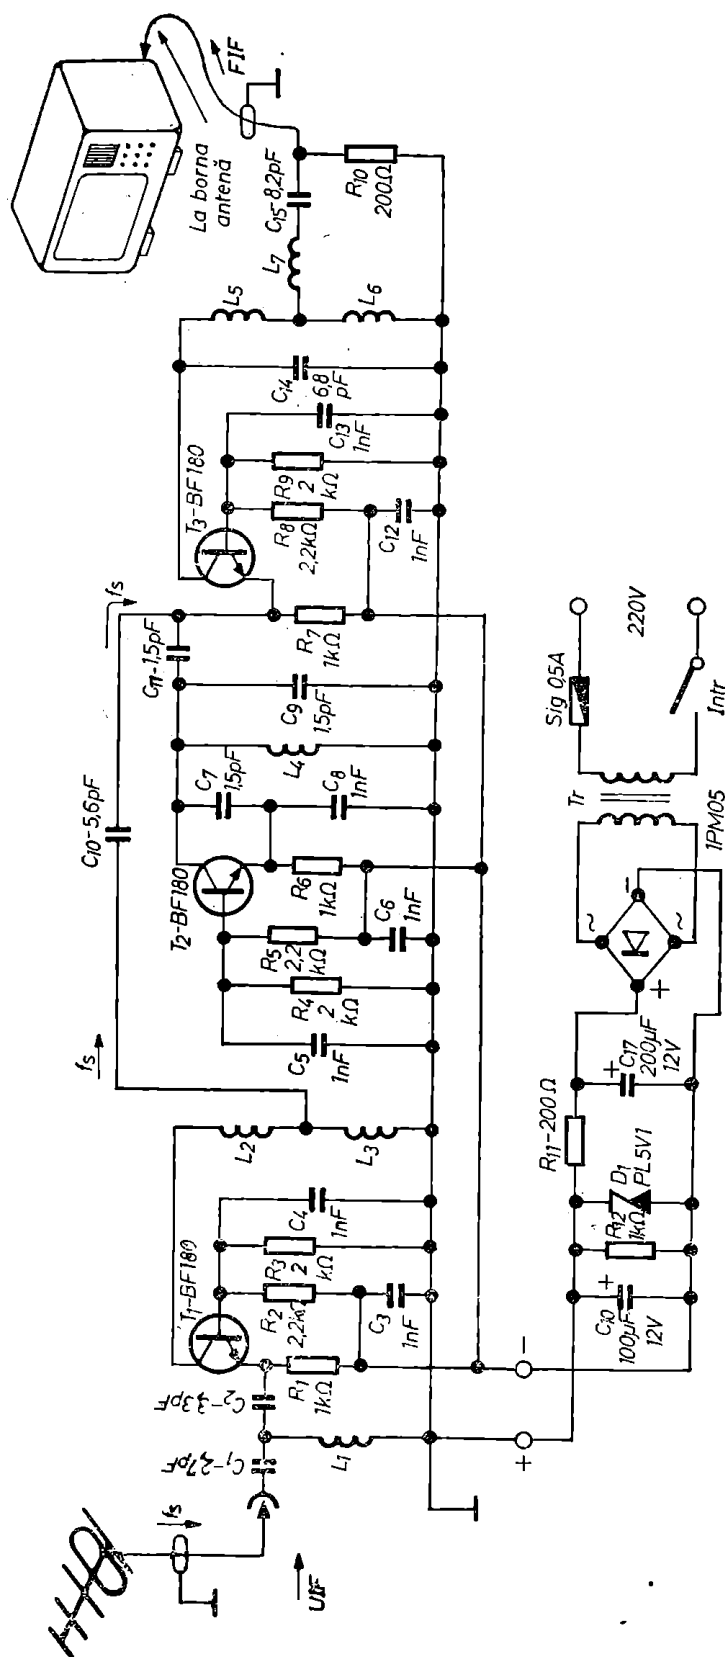 UIF
fs
C1-2,7pF
C2-3,3pF
L1
T1-BF180
R1
1kΩ
R2
2,2kΩ
R3
2
kΩ
C3
1nF
C4
1nF
L2
L3
fs
C10-5,6pF
T2-BF180
C5
1nF
R4
2
kΩ
R5
2,2
kΩ
C6
1nF
R6
1kΩ
C7
1,5pF
C8
1nF
L4
C9
1,5pF
C11-1,5pF
fs
T3-BF180
R7
1kΩ
R8
2,2kΩ
R9
2
kΩ
C12
1nF
C13
1nF
C14
6,8
pF
L5
L6
L7
C15-8,2pF
R10
200Ω
FIF
La borna
antenă
+
-
C10
100µF
12V
+
R12
1kΩ
D1
PL5V1
R11-200Ω
+
C17
200µF
12V
+
-
~
~
1PM05
Tr
Sig 0,5A
220V
Intr